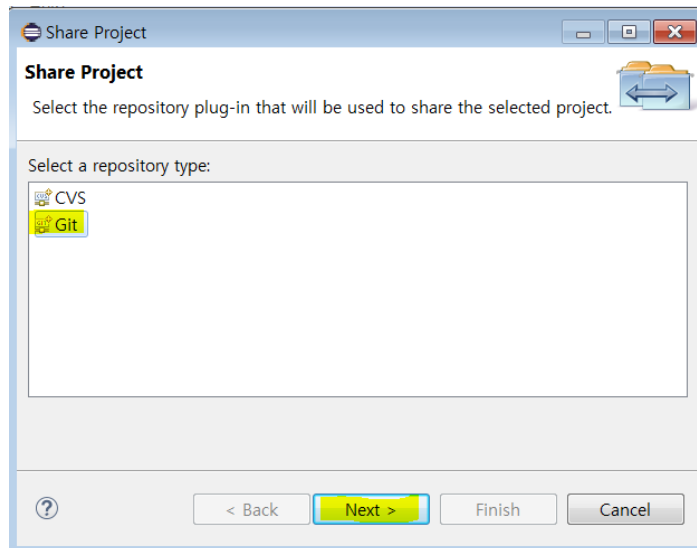 Share Project
Share Project
Select the repository plug-in that will be used to share the selected project.
Select a repository type:
CVS
Git
< Back
Next >
Finish
Cancel